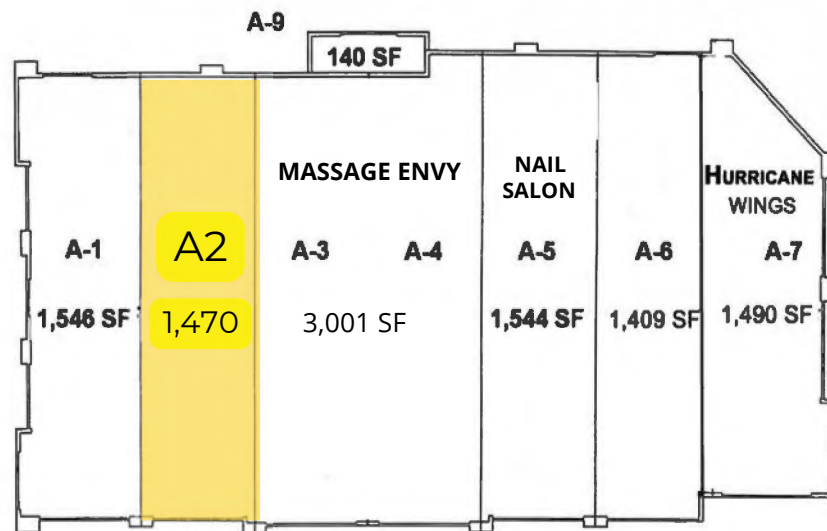 A-9
140 SF
MASSAGE ENVY
NAIL
SALON
HURRICANE
WINGS
A-1
A2
A-3
A-4
A-5
A-6
A-7
1,546 SF
1,470
3,001 SF
1,544 SF
1,409 SF
1,490 SF